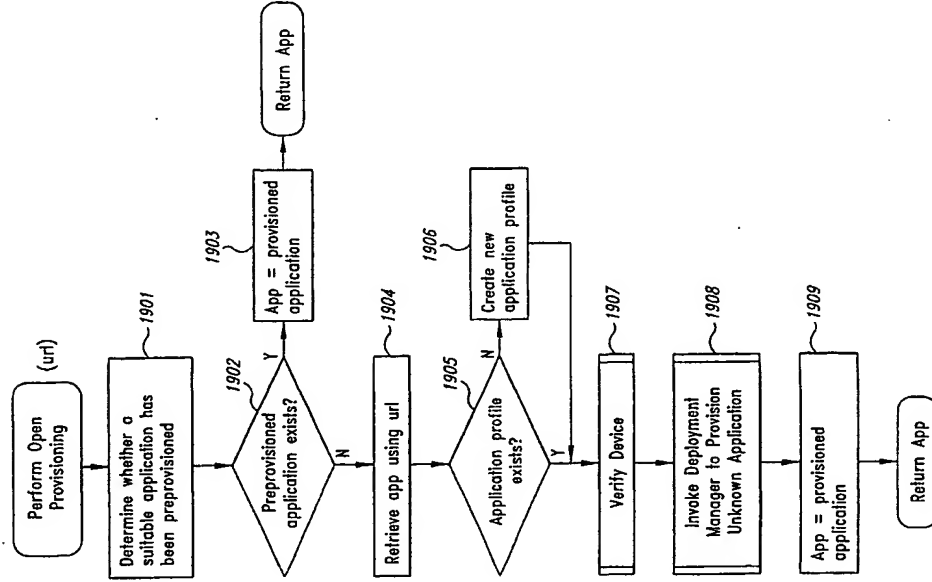 Perform Open
Provisioning
(url)
1901
Determine whether a
suitable application has
been preprovisioned
1902
Preprovisioned
application exists?
Y
N
1903
App = provisioned
application
Return App
1904
Retrieve app using url
1905
Application profile
exists?
N
Y
1906
Create new
application profile
1907
Verify Device
1908
Invoke Deployment
Manager to Provision
Unknown Application
1909
App = provisioned
application
Return App